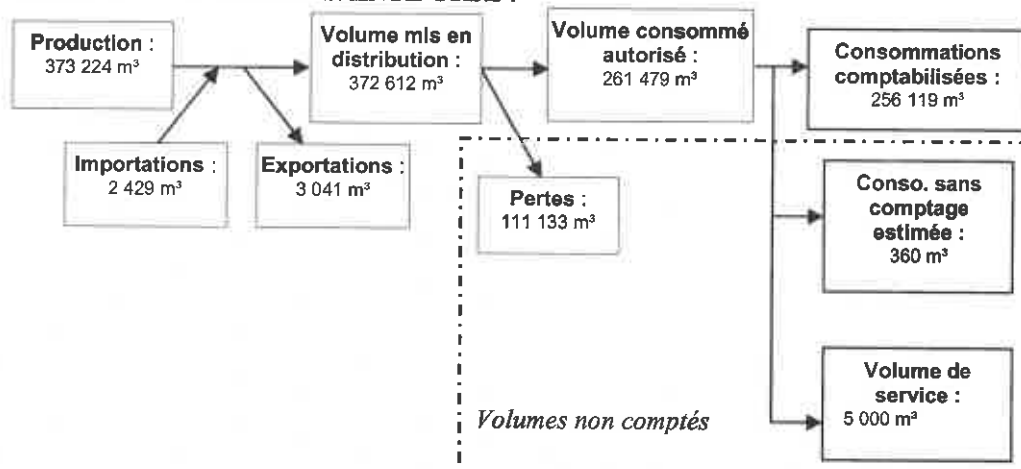 Production :
373 224 m³
Volume mis en
distribution :
372 612 m³
Volume consommé
autorisé :
261 479 m³
Consommations
comptabilisées :
256 119 m³
Importations :
2 429 m³
Exportations :
3 041 m³
Pertes :
111 133 m³
Conso. sans
comptage
estimée :
360 m³
Volume de
service :
5 000 m³
Volumes non comptés